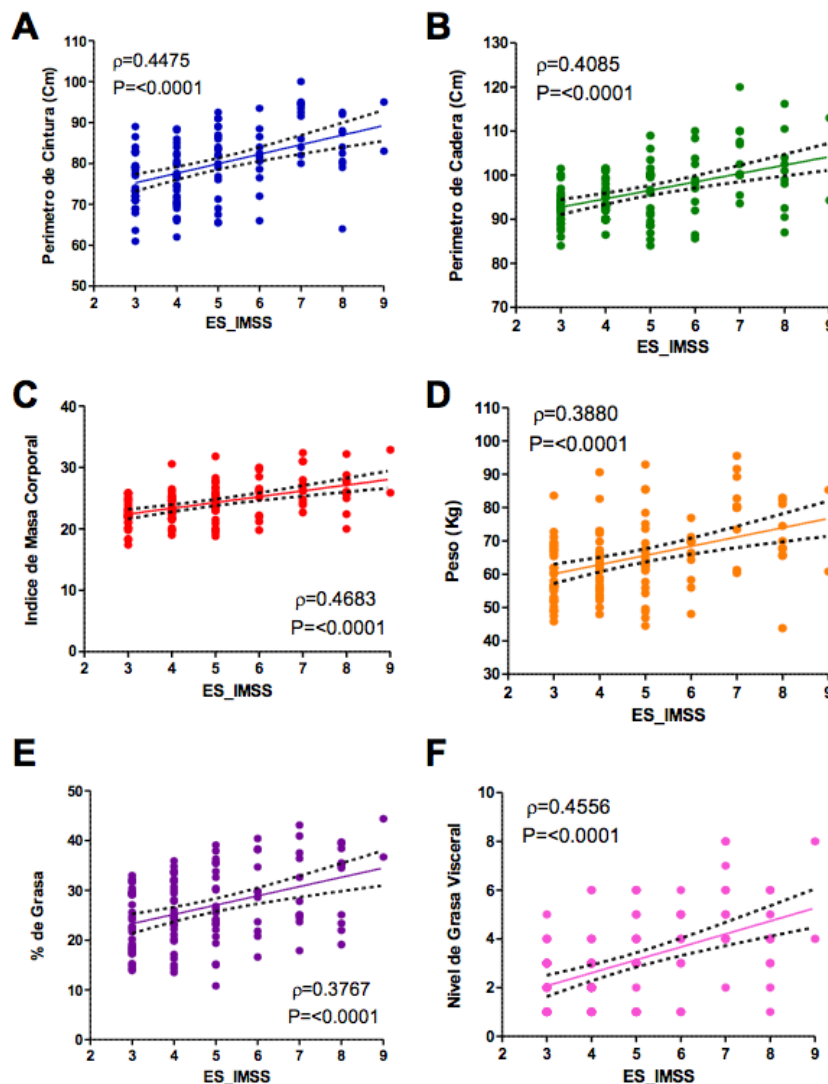 A
ρ=0.4475
P=<0.0001
Perimetro de Cintura (Cm)
110
100
90
80
70
60
50
2 3 4 5 6 7 8 9
ES_IMSS
B
ρ=0.4085
P=<0.0001
Perimetro de Cadera (Cm)
130
120
110
100
90
80
70
2 3 4 5 6 7 8 9
ES_IMSS
C
Indice de Masa Corporal
40
30
20
10
0
ρ=0.4683
P=<0.0001
2 3 4 5 6 7 8 9
ES_IMSS
D
ρ=0.3880
P=<0.0001
Peso (Kg)
110
100
90
80
70
60
50
40
30
2 3 4 5 6 7 8 9
ES_IMSS
E
% de Grasa
50
40
30
20
10
0
ρ=0.3767
P=<0.0001
2 3 4 5 6 7 8 9
ES_IMSS
F
ρ=0.4556
P=<0.0001
Nivel de Grasa Visceral
10
8
6
4
2
0
2 3 4 5 6 7 8 9
ES_IMSS